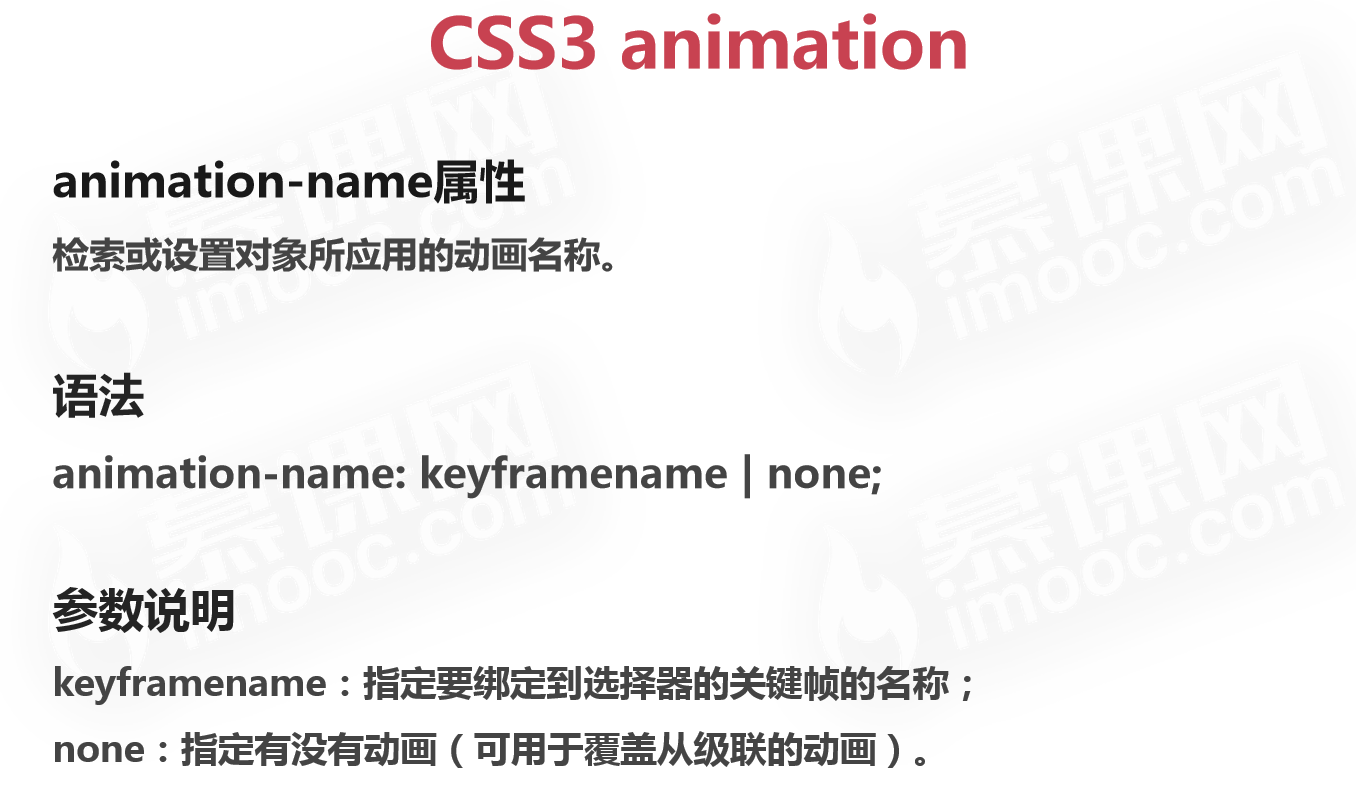 CSS3 animation
animation-name属性
检索或设置对象所应用的动画名称。
语法
animation-name: keyframename | none;
参数说明
keyframename：指定要绑定到选择器的关键帧的名称；
none：指定有没有动画（可用于覆盖从级联的动画）。
慕课网
imooc.com
慕课网
imooc.com
慕课网
imooc.com
慕课网
imooc.com